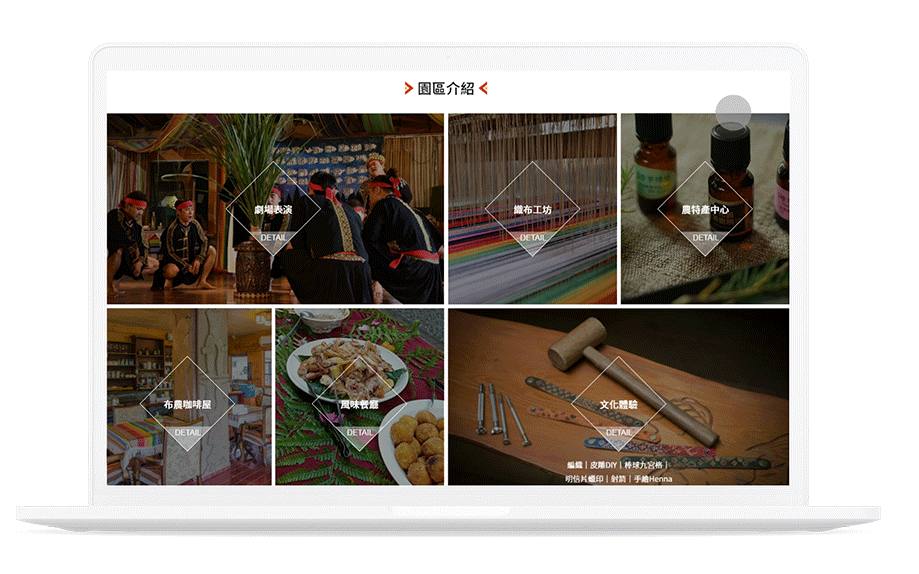 園區介紹
劇場表演
DETAIL
織布工坊
DETAIL
農特產中心
DETAIL
布農咖啡屋
DETAIL
風味餐廳
DETAIL
文化體驗
DETAIL
編織｜皮雕DIY｜棒球九宮格｜
明信片蠟印｜射箭｜手繪Henna